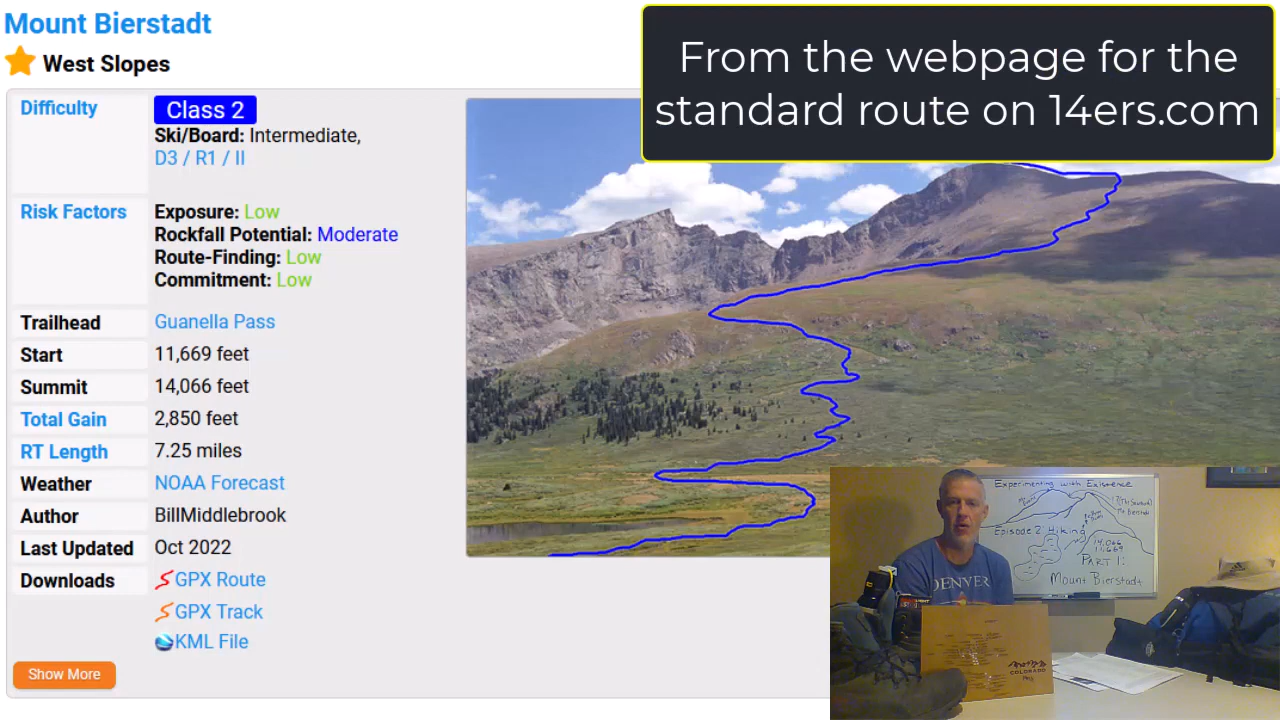 Mount Bierstadt
West Slopes
From the webpage for the
standard route on 14ers.com
Difficulty
Class 2
Ski/Board: Intermediate,
D3 / R1 / II
Risk Factors
Exposure: Low
Rockfall Potential: Moderate
Route-Finding: Low
Commitment: Low
Trailhead
Guanella Pass
Start
11,669 feet
Summit
14,066 feet
Total Gain
2,850 feet
RT Length
7.25 miles
Weather
NOAA Forecast
Author
BillMiddlebrook
Last Updated
Oct 2022
Downloads
GPX Route
GPX Track
KML File
Show More
Experimenting with Existence
Episode 2: Hiking
14,066
11,669
PART 1:
Mount Bierstadt
DENVER
COLORADO